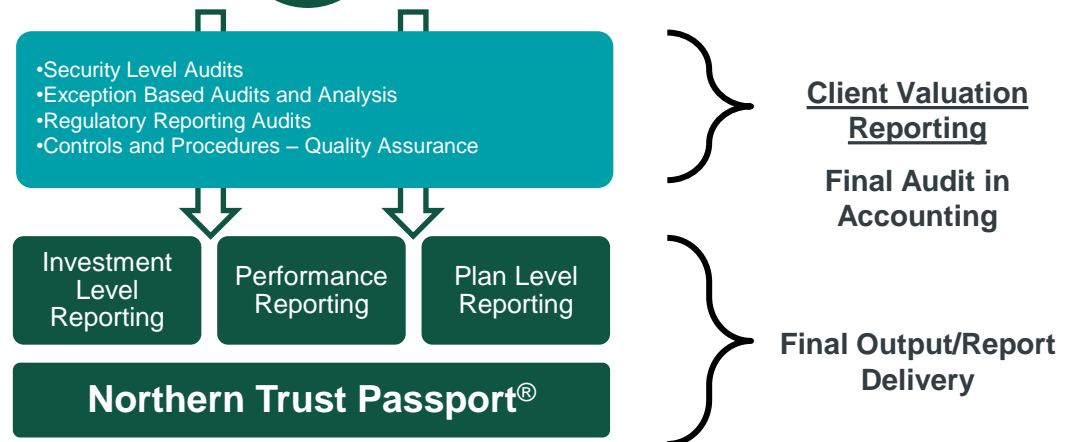 •Security Level Audits
•Exception Based Audits and Analysis
•Regulatory Reporting Audits
•Controls and Procedures – Quality Assurance
Client Valuation
Reporting
Final Audit in
Accounting
Investment
Level
Reporting
Performance
Reporting
Plan Level
Reporting
Final Output/Report
Delivery
Northern Trust Passport®